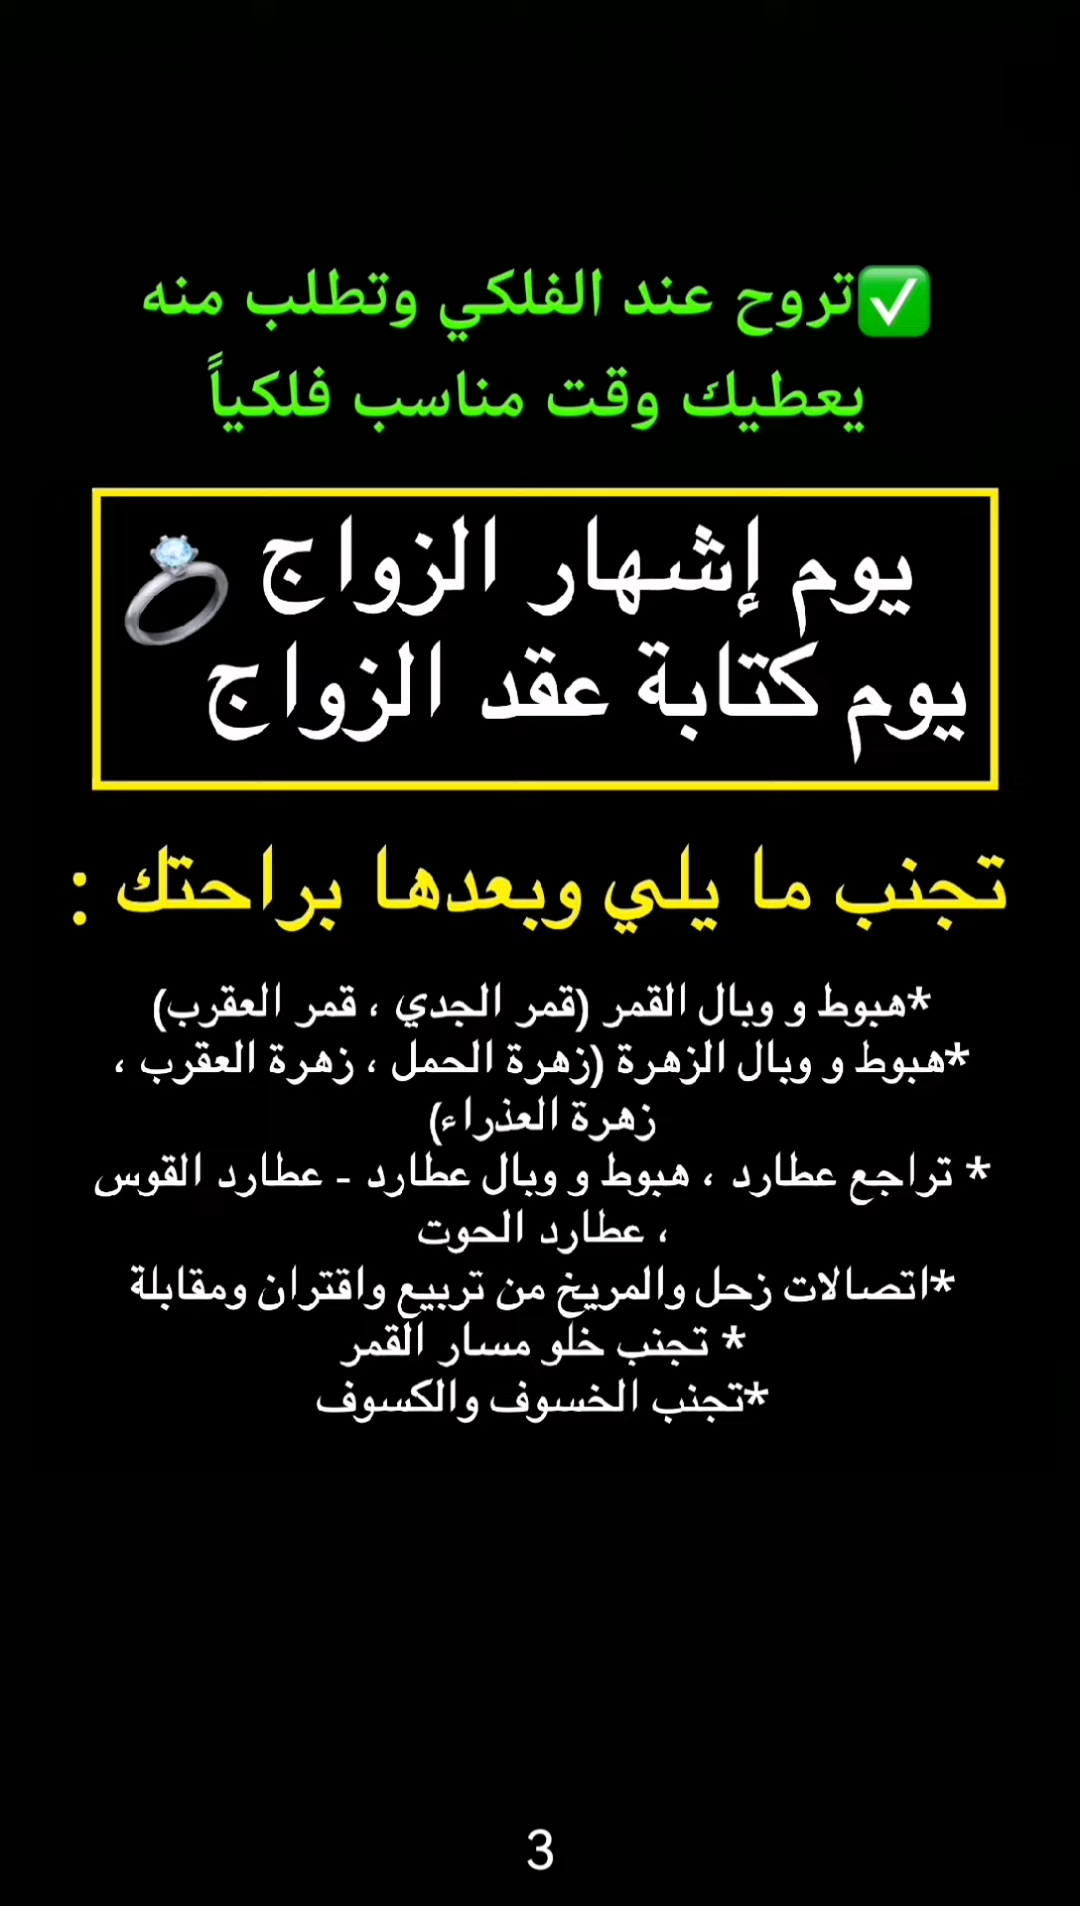 ✅تروح عند الفلكي وتطلب منه
يعطيك وقت مناسب فلكياً
يوم إشهار الزواج 💍
يوم كتابة عقد الزواج
تجنب ما يلي وبعدها براحتك :
*هبوط و وبال القمر (قمر الجدي ، قمر العقرب)
*هبوط و وبال الزهرة (زهرة الحمل ، زهرة العقرب ،
زهرة العذراء)
* تراجع عطارد ، هبوط و وبال عطارد - عطارد القوس
، عطارد الحوت
*اتصالات زحل والمريخ من تربيع واقتران ومقابلة
* تجنب خلو مسار القمر
*تجنب الخسوف والكسوف
3